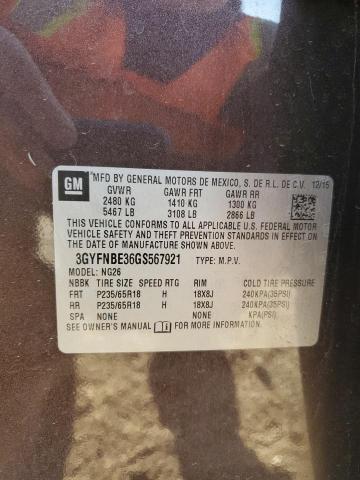 GM
MFD BY GENERAL MOTORS DE MEXICO, S. DE R.L. DE C.V. 12/15
GVWR GAWR FRT GAWR RR
2480 KG 1410 KG 1300 KG
5467 LB 3108 LB 2866 LB
THIS VEHICLE CONFORMS TO ALL APPLICABLE U.S. FEDERAL MOTOR
VEHICLE SAFETY AND THEFT PREVENTION STANDARDS IN EFFECT ON
THE DATE OF MANUFACTURE SHOWN ABOVE.
3GYFNBE36GS567921 TYPE: M.P.V.
MODEL: NG26
NBBK TIRE SIZE SPEED RTG RIM COLD TIRE PRESSURE
FRT P235/65R18 H 18X8J 240KPA(35PSI)
RR P235/65R18 H 18X8J 240KPA(35PSI)
SPA NONE NONE KPA(PSI)
SEE OWNER'S MANUAL FOR MORE INFORMATION.